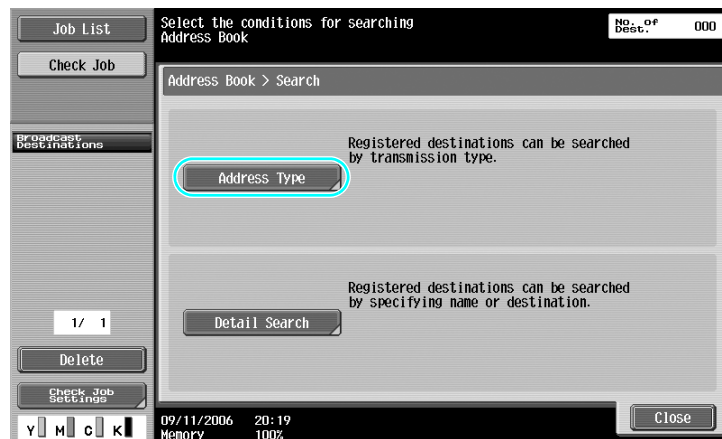 Job List
Check Job
Select the conditions for searching
Address Book
No. of
Dest.
000
Address Book > Search
Broadcast
Destinations
Registered destinations can be searched
by transmission type.
Address Type
Registered destinations can be searched
by specifying name or destination.
Detail Search
1/ 1
Delete
Check Job
Settings
Close
Y M C K
09/11/2006 20:19
Memory 100%